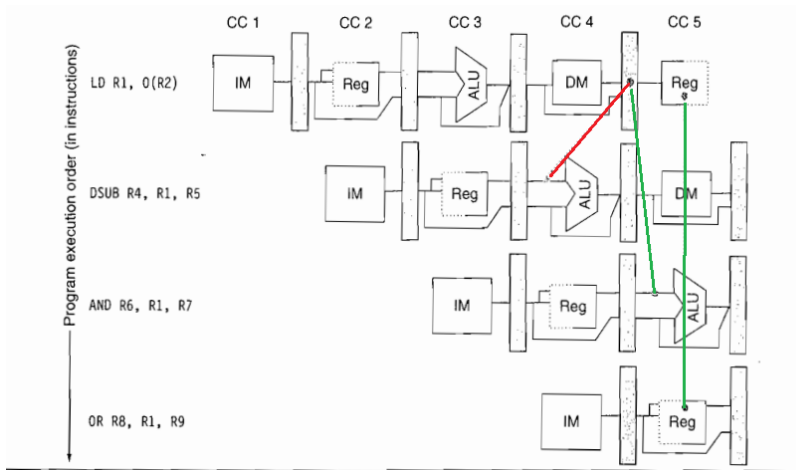 CC 1 CC 2 CC 3 CC 4 CC 5
Program execution order (in instructions)
LD R1, 0(R2) IM Reg ALU DM Reg
DSUB R4, R1, R5 IM Reg ALU DM
AND R6, R1, R7 IM Reg ALU
OR R8, R1, R9 IM Reg